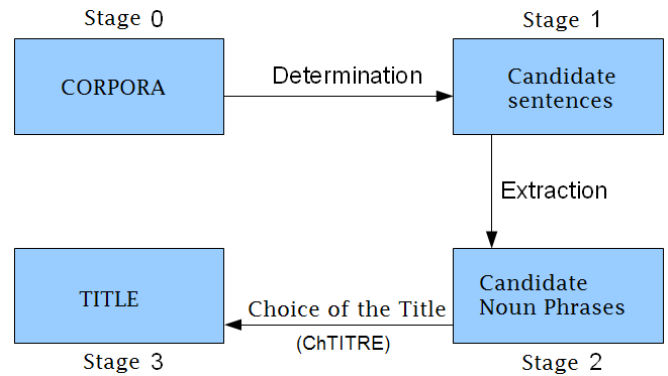 Stage 0
Stage 1
CORPORA
Determination
Candidate
sentences
Extraction
TITLE
Choice of the Title
(ChTITRE)
Candidate
Noun Phrases
Stage 3
Stage 2